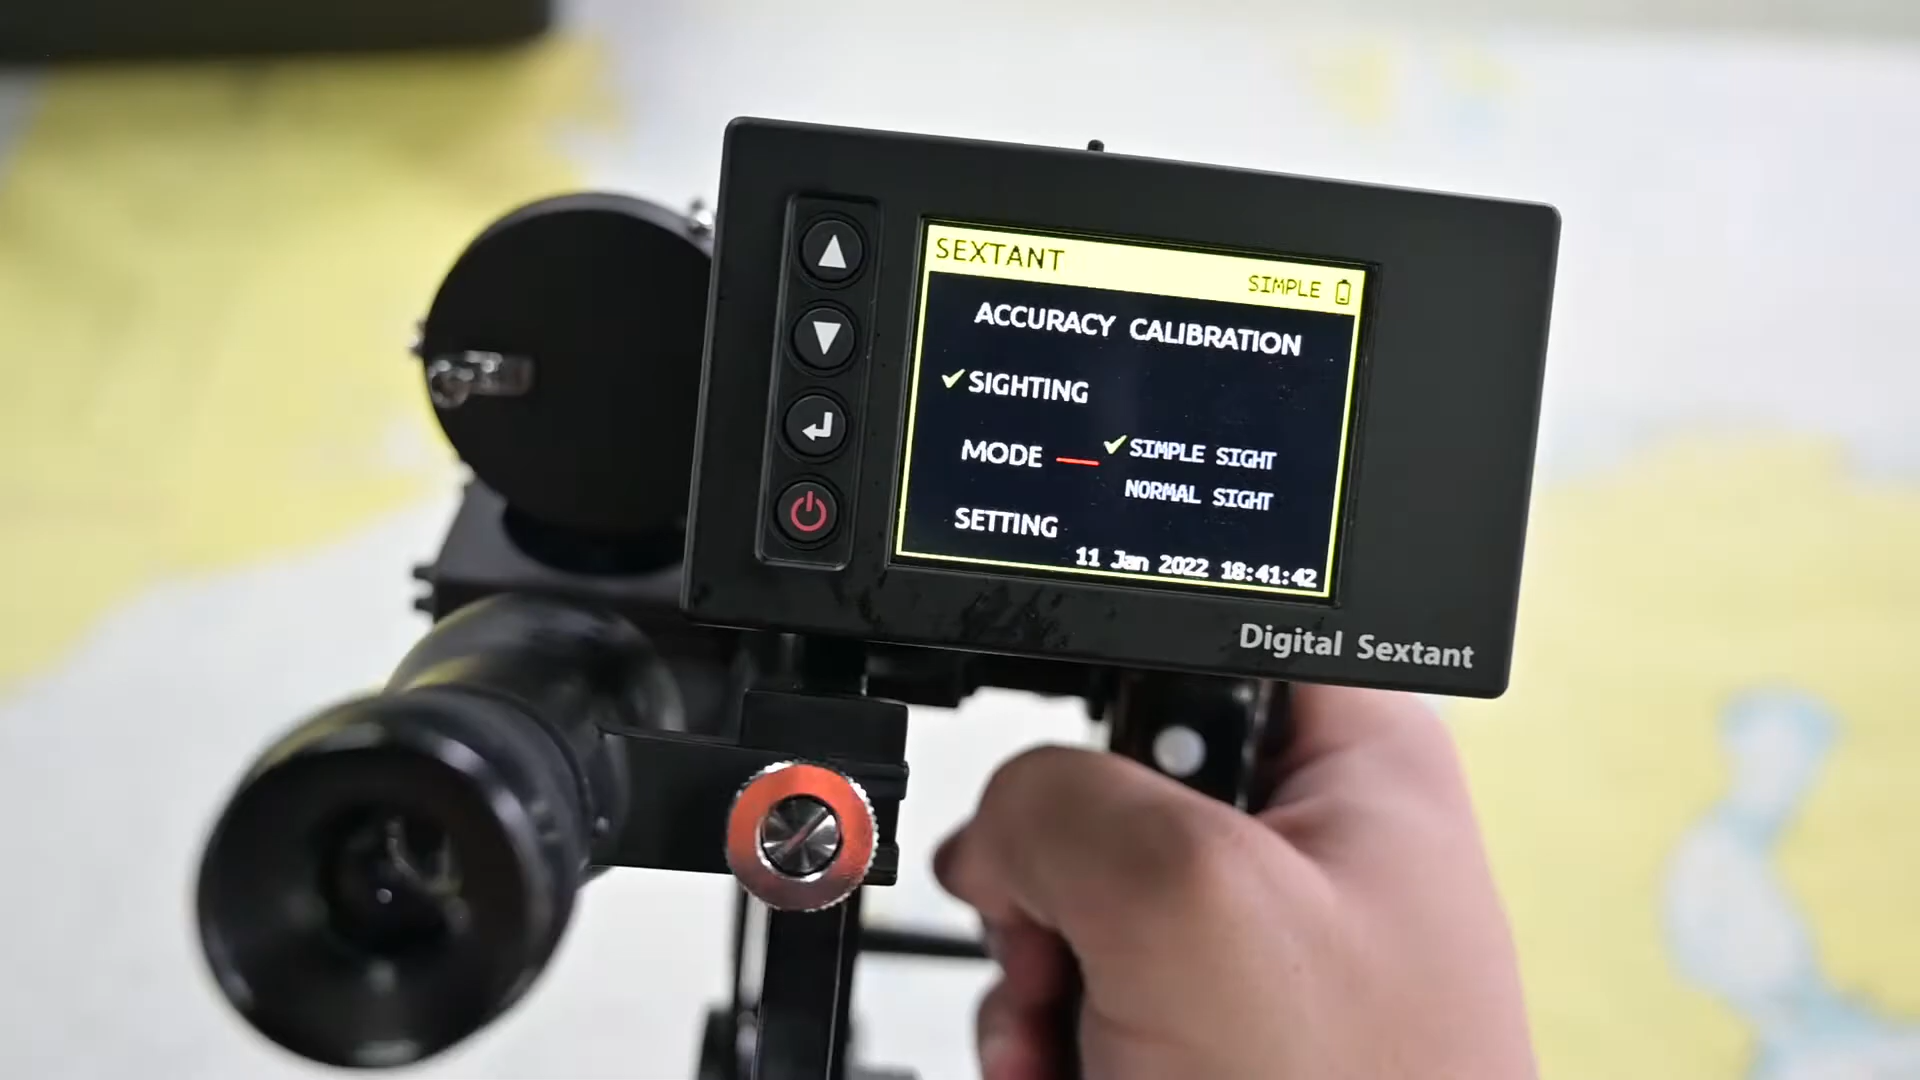 SEXTANT
SIMPLE
ACCURACY CALIBRATION
✓SIGHTING
MODE
✓SIMPLE SIGHT
NORMAL SIGHT
SETTING
11 Jan 2022 18:41:42
Digital Sextant